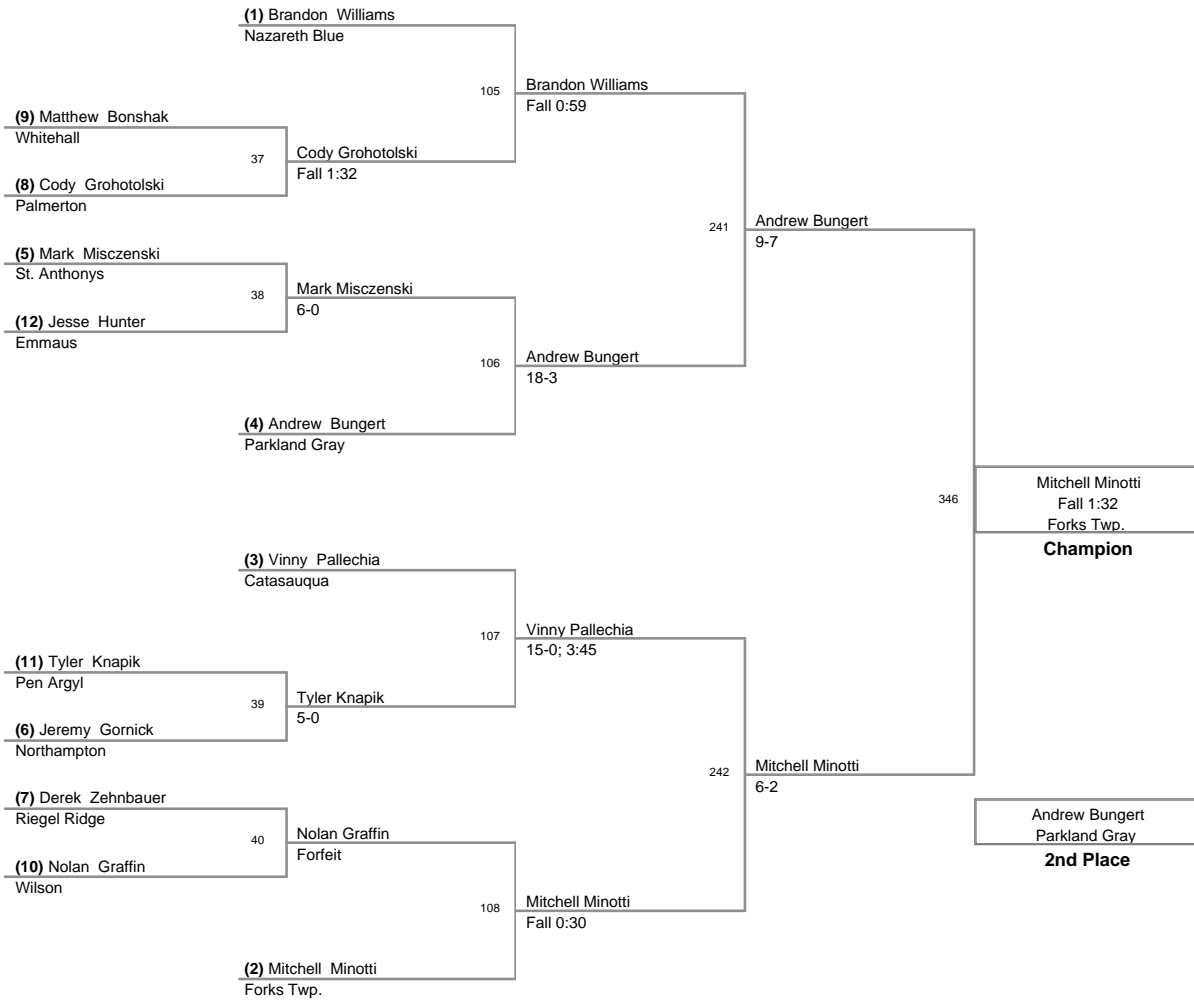 (1) Brandon Williams
Nazareth Blue
105
Brandon Williams
Fall 0:59
(9) Matthew Bonshak
Whitehall
37
Cody Grohotolski
Fall 1:32
(8) Cody Grohotolski
Palmerton
241
Andrew Bungert
9-7
(5) Mark Misczenski
St. Anthonys
38
Mark Misczenski
6-0
(12) Jesse Hunter
Emmaus
106
Andrew Bungert
18-3
(4) Andrew Bungert
Parkland Gray
346
Mitchell Minotti
Fall 1:32
Forks Twp.
Champion
(3) Vinny Pallechia
Catasauqua
107
Vinny Pallechia
15-0; 3:45
(11) Tyler Knapik
Pen Argyl
39
Tyler Knapik
5-0
(6) Jeremy Gornick
Northampton
242
Mitchell Minotti
6-2
(7) Derek Zehnbauer
Riegel Ridge
40
Nolan Graffin
Forfeit
(10) Nolan Graffin
Wilson
Andrew Bungert
Parkland Gray
2nd Place
108
Mitchell Minotti
Fall 0:30
(2) Mitchell Minotti
Forks Twp.